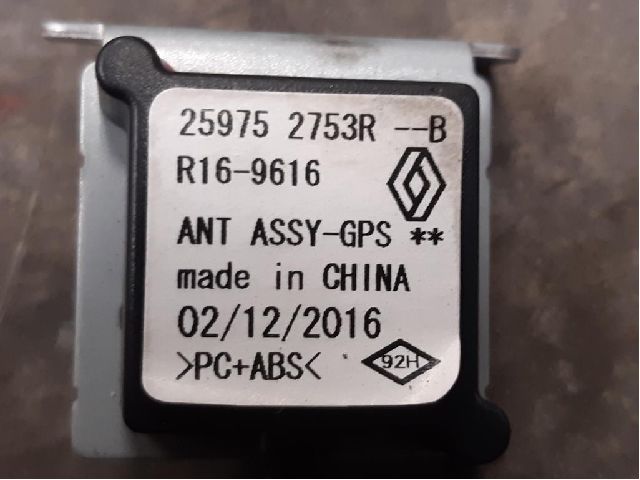 25975 2753R --B
R16-9616
ANT ASSY-GPS **
made in CHINA
02/12/2016
>PC+ABS< 92H